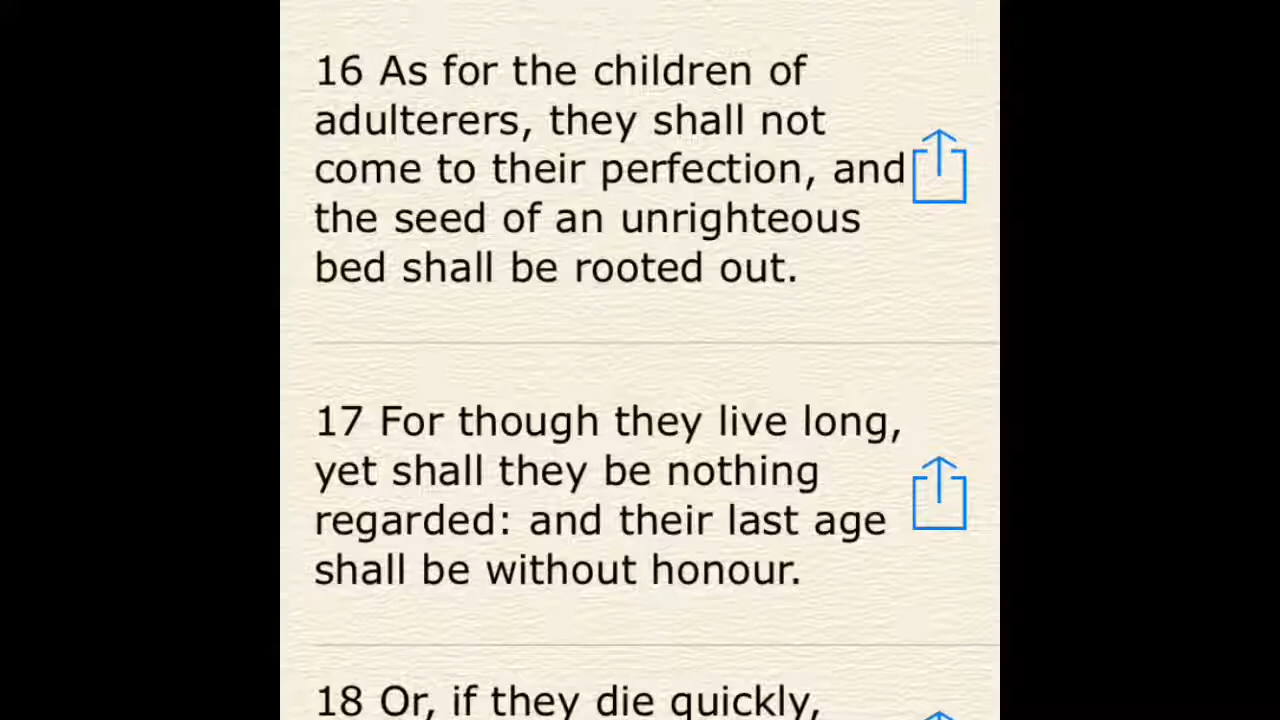 16 As for the children of
adulterers, they shall not
come to their perfection, and
the seed of an unrighteous
bed shall be rooted out.
17 For though they live long,
yet shall they be nothing
regarded: and their last age
shall be without honour.
18 Or, if they die quickly,